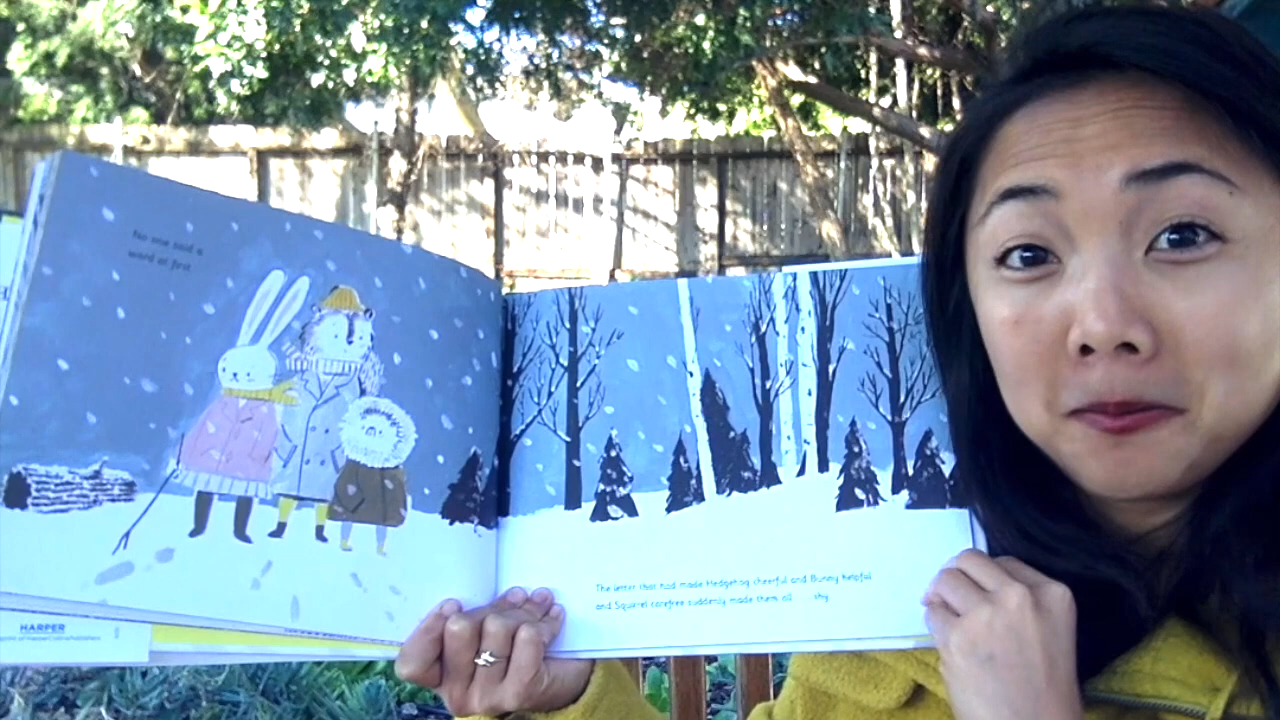 No one said a
word at first
The letter that had made Hedgehog cheerful and Bunny helpful
and Squirrel carefree suddenly made them all ... shy.
HARPER